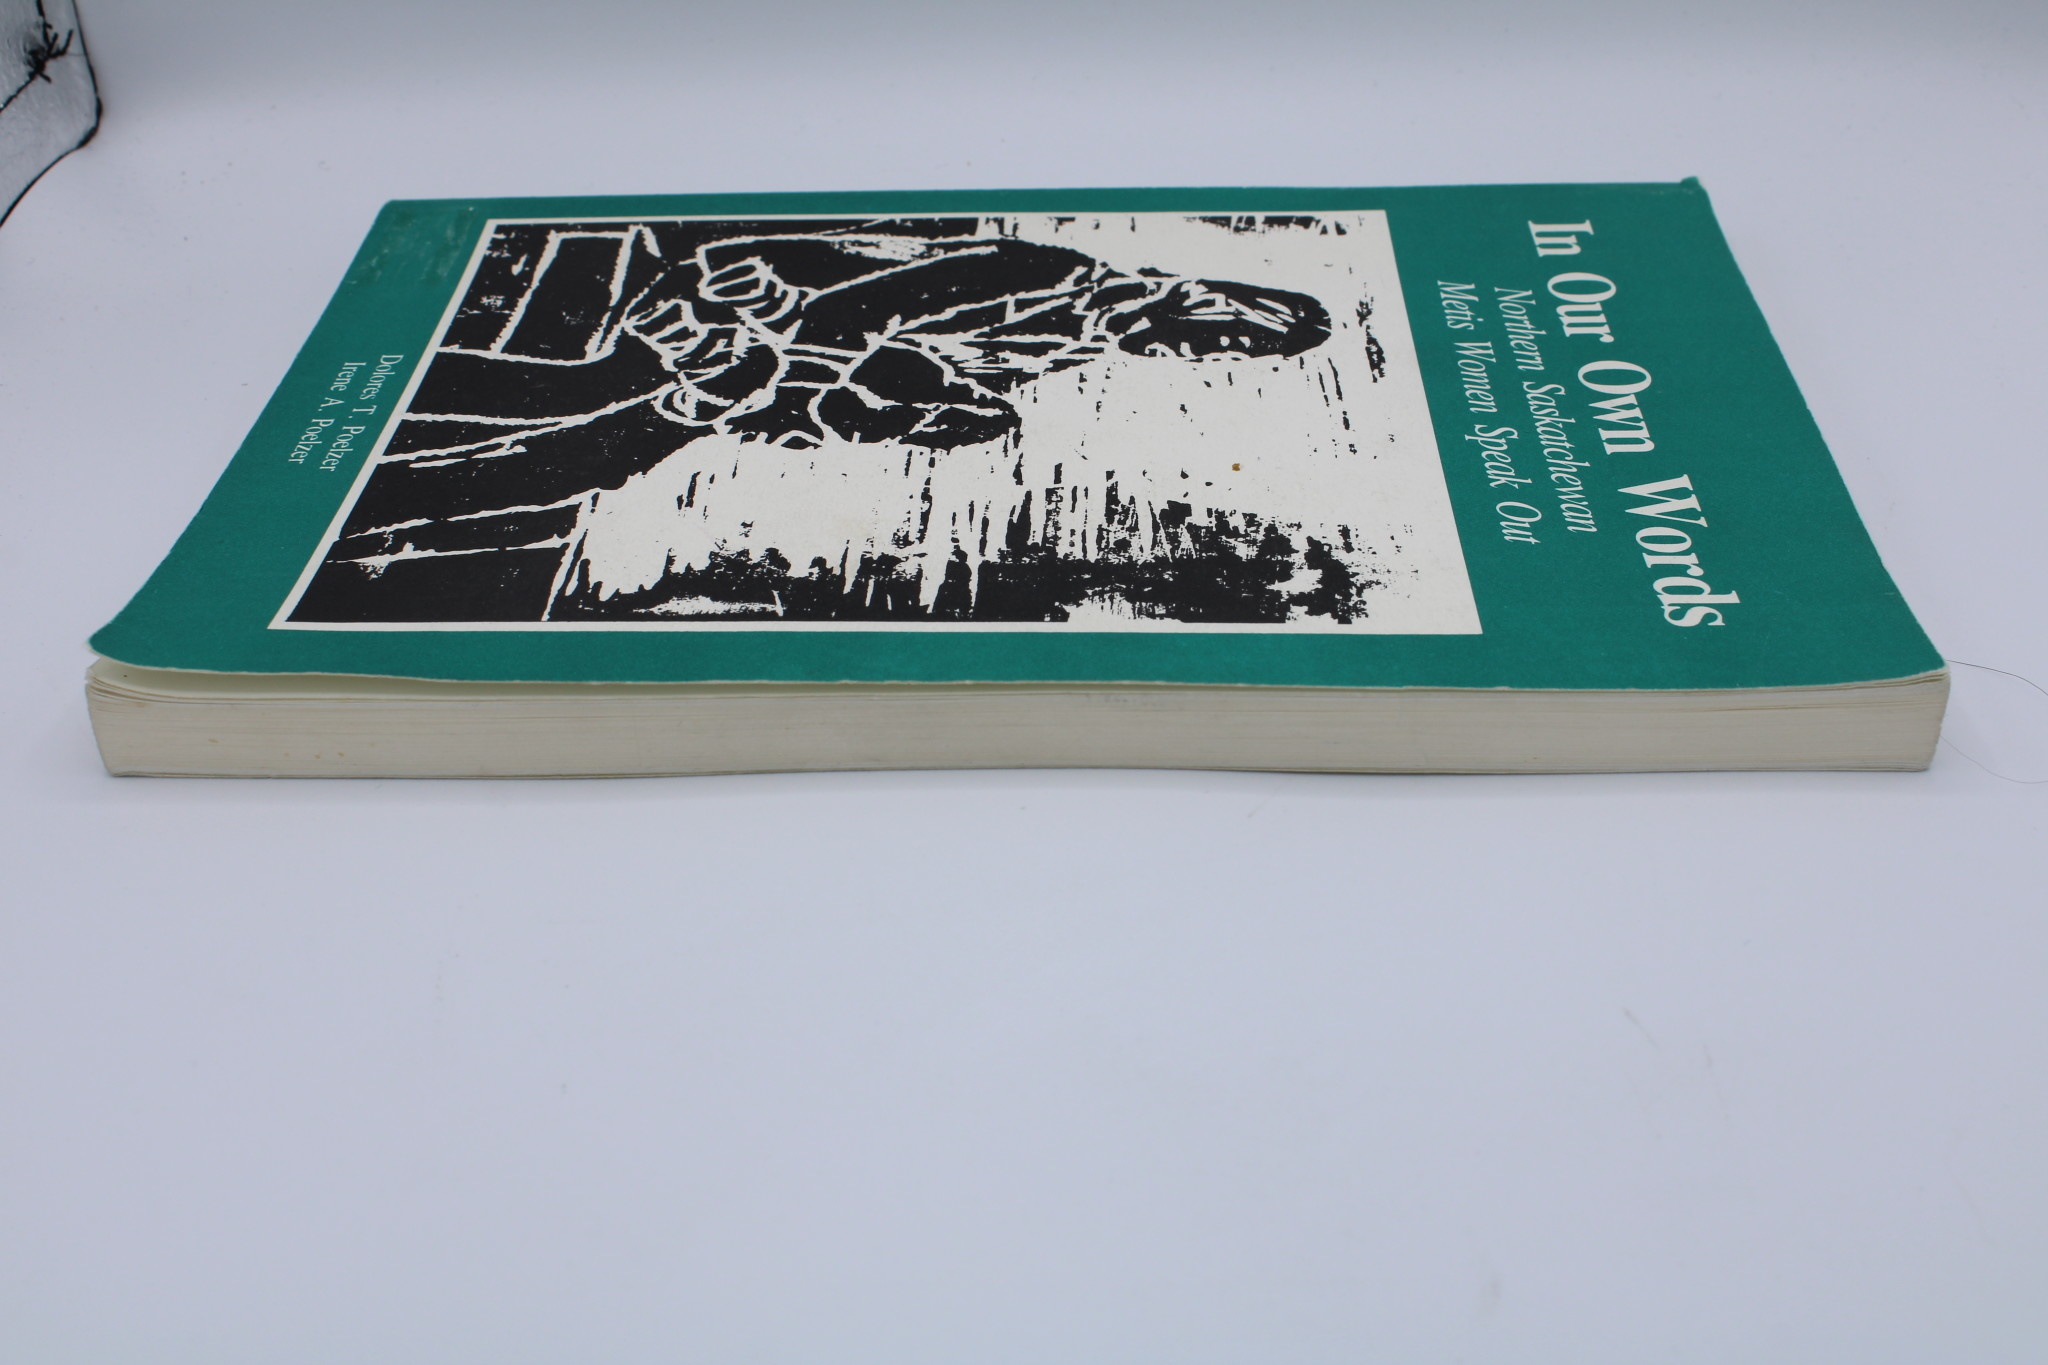 In Our Own Words
Northern Saskatchewan
Metis Women Speak Out
Dolores T. Poelzer
Irene A. Poelzer